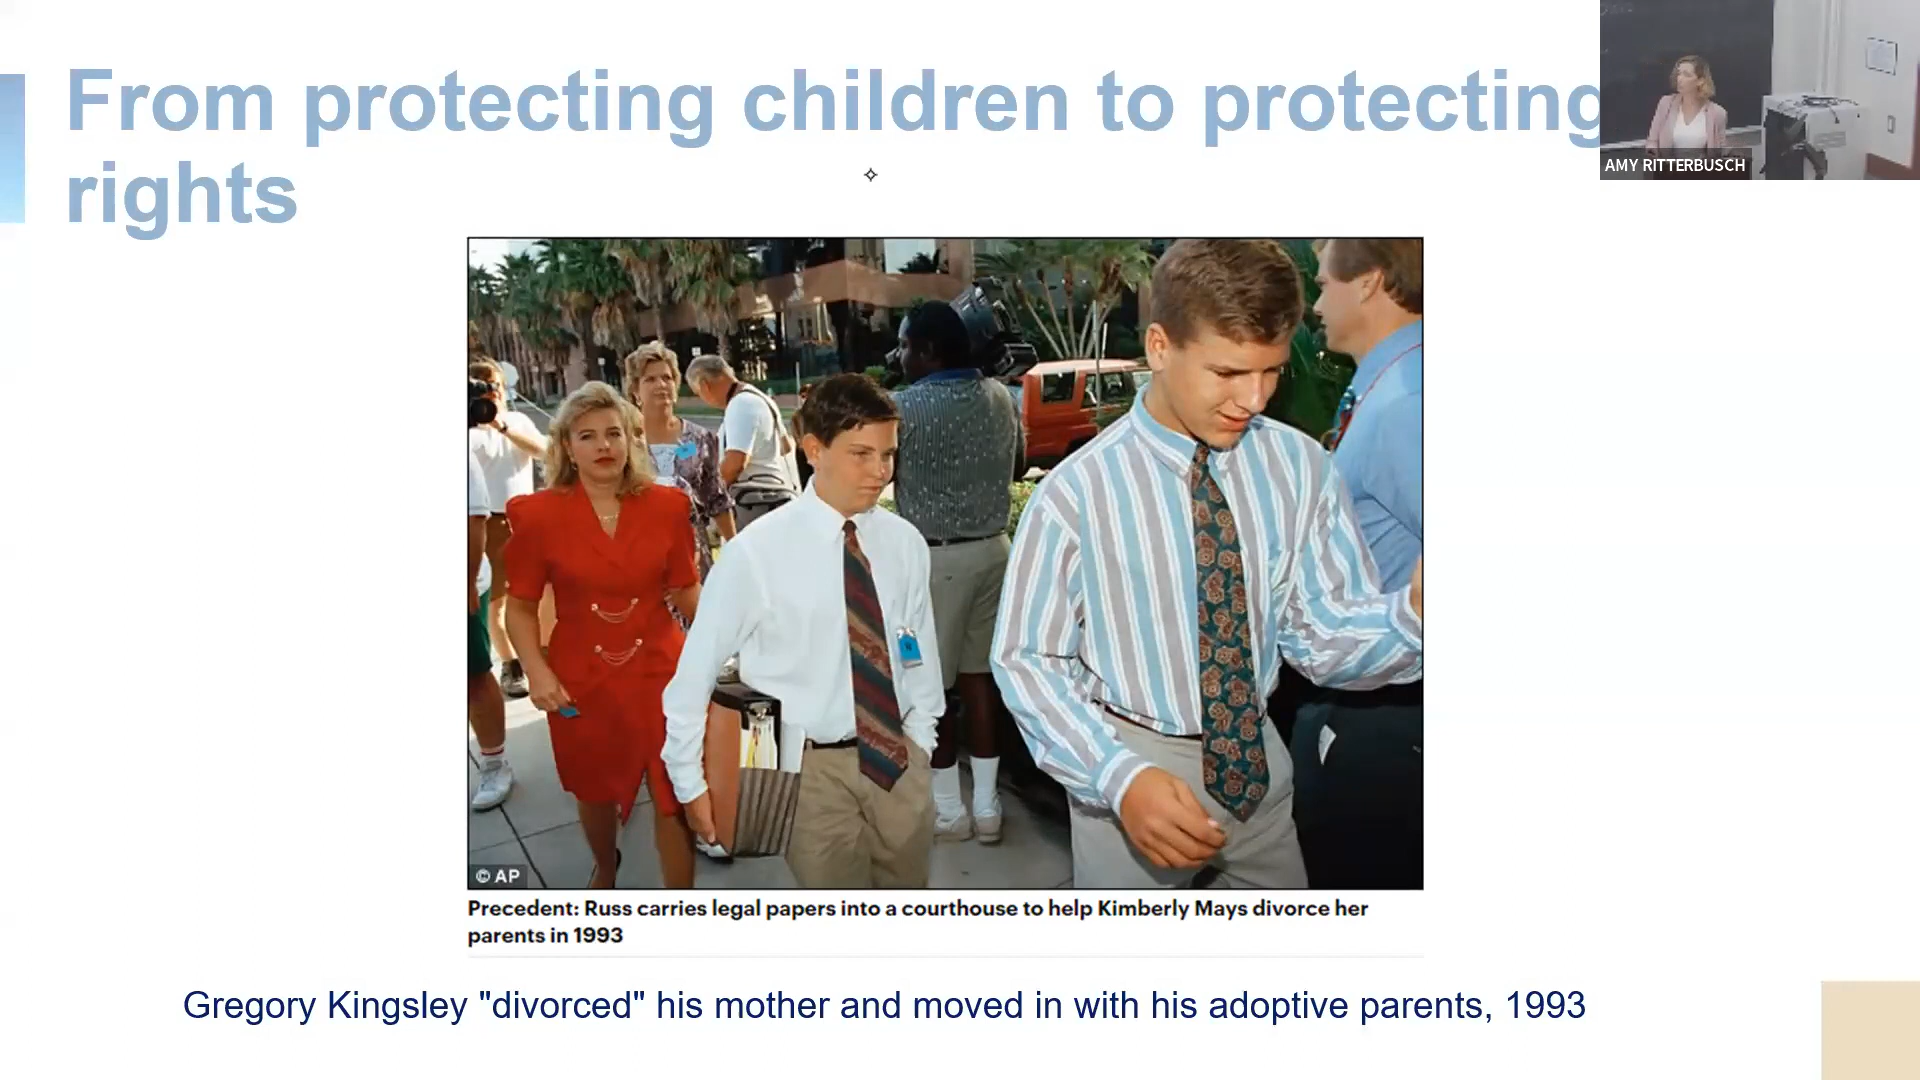 From protecting children to protecting
rights
AMY RITTERBUSCH
© AP
Precedent: Russ carries legal papers into a courthouse to help Kimberly Mays divorce her
parents in 1993
Gregory Kingsley "divorced" his mother and moved in with his adoptive parents, 1993